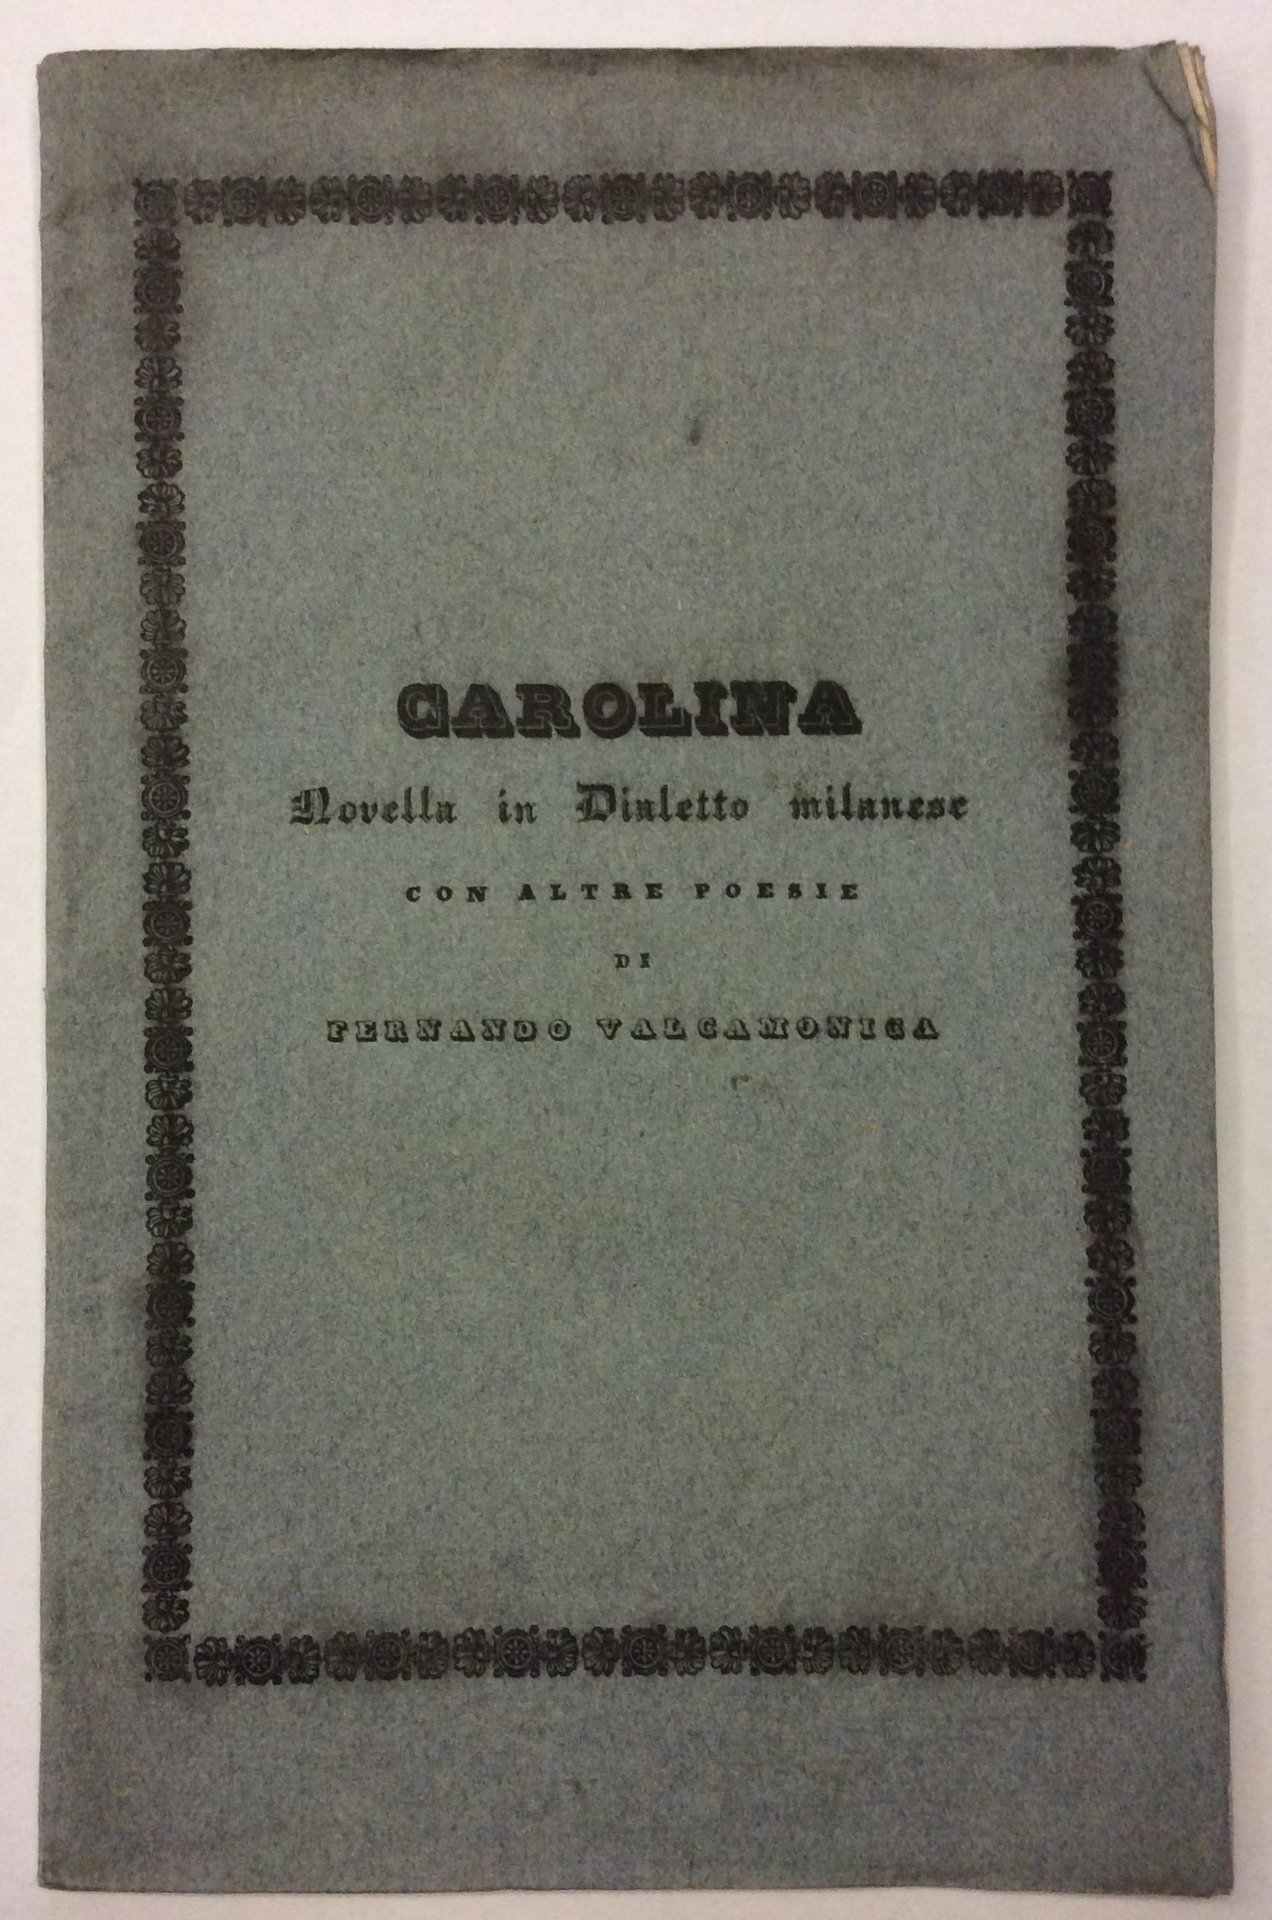 CAROLINA
Novella in Dialetto milanese
CON ALTRE POESIE
DI
FERNANDO VALCAMONICA